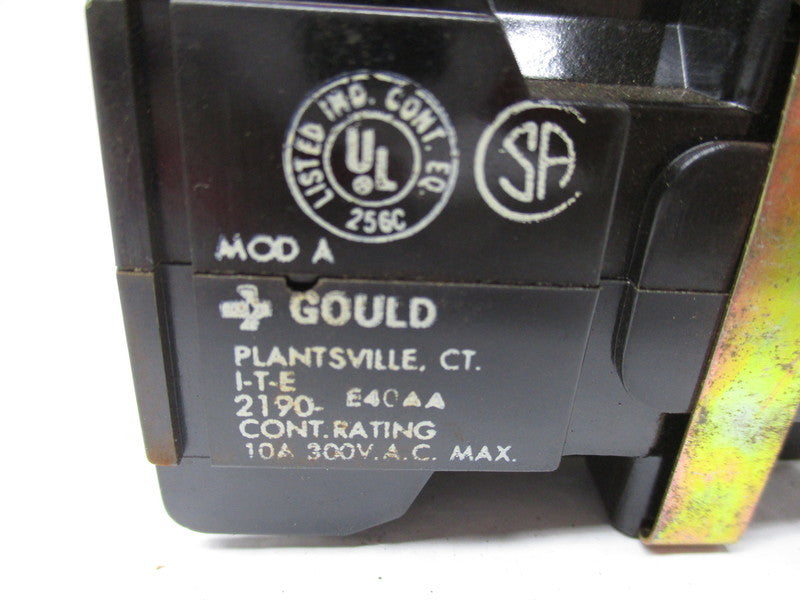 LISTED IND. CONT. EQ.
UL
®
256C
SA
MOD A
GOULD
PLANTSVILLE, CT.
I-T-E
2190- E40AA
CONT. RATING
10A 300V. A.C. MAX.